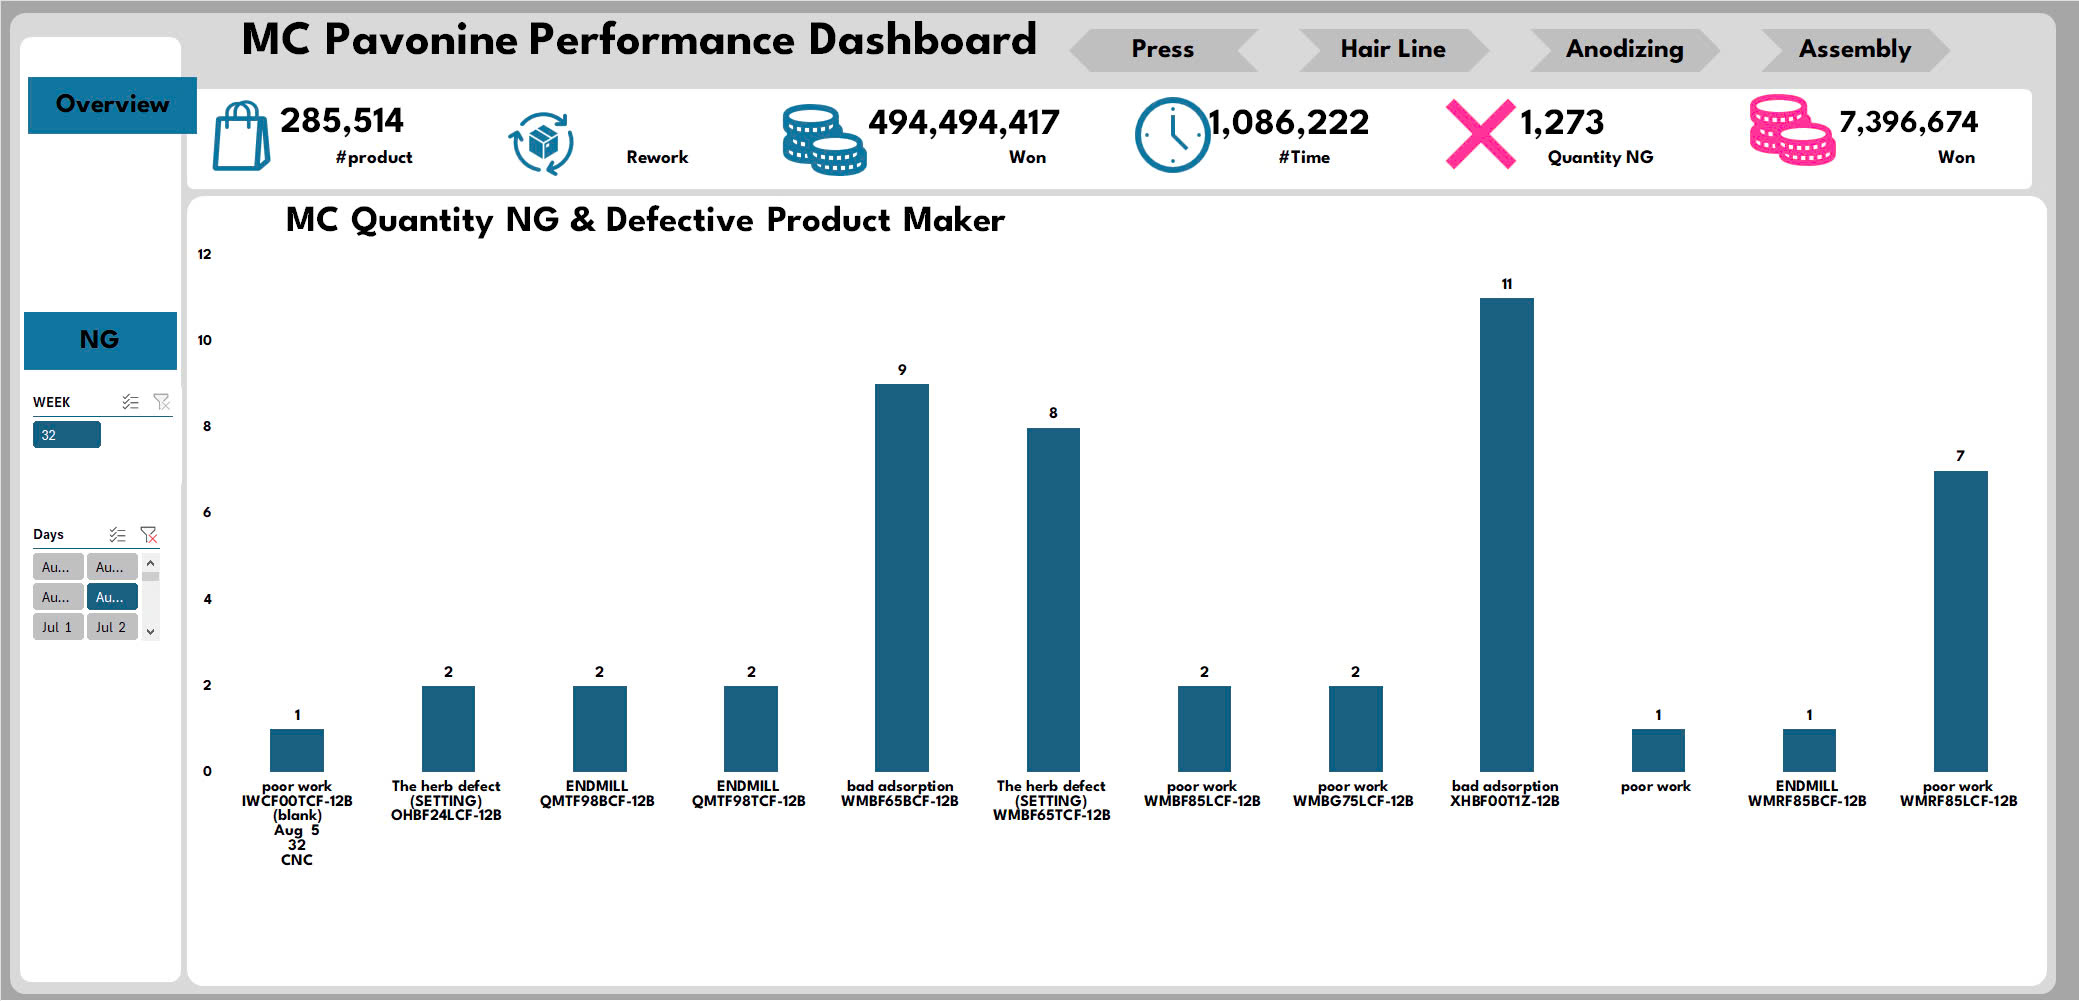 MC Pavonine Performance Dashboard
Press
Hair Line
Anodizing
Assembly
Overview
285,514
#product
Rework
494,494,417
Won
1,086,222
#Time
1,273
Quantity NG
7,396,674
Won
NG
WEEK
32
Days
Au...
Au...
Au...
Au...
Jul 1
Jul 2
MC Quantity NG & Defective Product Maker
12
10
8
6
4
2
0
1
2
2
2
9
8
2
2
11
1
1
7
poor work
IWCF00TCF-12B
(blank)
Aug 5
32
CNC
The herb defect
(SETTING)
OHBF24LCF-12B
ENDMILL
QMTF98BCF-12B
ENDMILL
QMTF98TCF-12B
bad adsorption
WMBF65BCF-12B
The herb defect
(SETTING)
WMBF65TCF-12B
poor work
WMBF85LCF-12B
poor work
WMBG75LCF-12B
bad adsorption
XHBF00T1Z-12B
poor work
ENDMILL
WMRF85BCF-12B
poor work
WMRF85LCF-12B